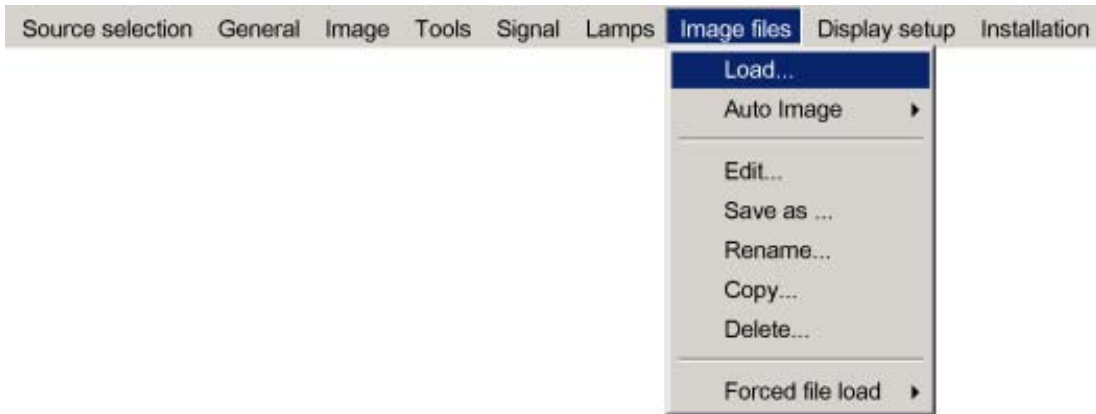 Source selection General Image Tools Signal Lamps Image files Display setup Installation
Load...
Auto Image
Edit...
Save as ...
Rename...
Copy...
Delete...
Forced file load